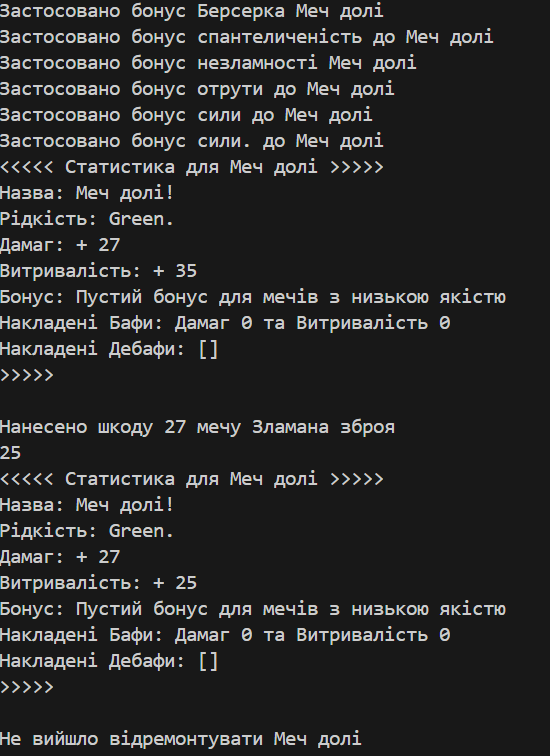 Застосовано бонус Берсерка Меч долі
Застосовано бонус спантеличеність до Меч долі
Застосовано бонус незламності Меч долі
Застосовано бонус отрути до Меч долі
Застосовано бонус сили до Меч долі
Застосовано бонус сили. до Меч долі
<<<<< Статистика для Меч долі >>>>>
Назва: Меч долі!
Рідкість: Green.
Дамаг: + 27
Витривалість: + 35
Бонус: Пустий бонус для мечів з низькою якістю
Накладені Бафи: Дамаг 0 та Витривалість 0
Накладені Дебафи: []
>>>>>
Нанесено шкоду 27 мечу Зламана зброя
25
<<<<< Статистика для Меч долі >>>>>
Назва: Меч долі!
Рідкість: Green.
Дамаг: + 27
Витривалість: + 25
Бонус: Пустий бонус для мечів з низькою якістю
Накладені Бафи: Дамаг 0 та Витривалість 0
Накладені Дебафи: []
>>>>>
Не вийшло відремонтувати Меч долі